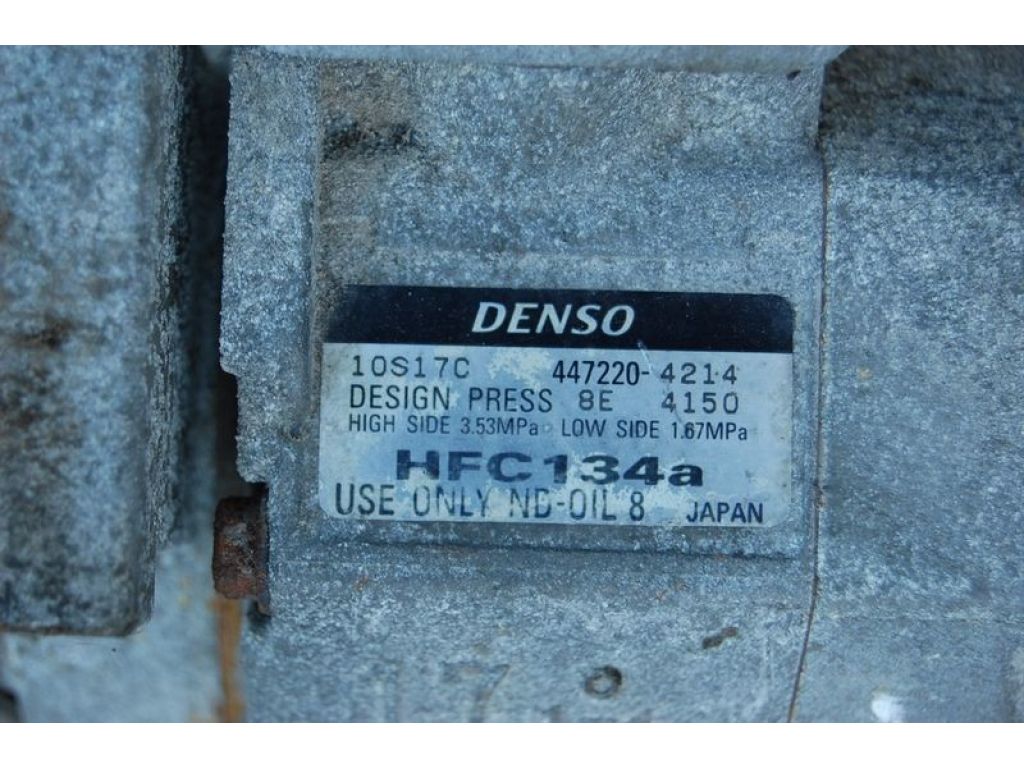 DENSO
10S17C 447220-4214
DESIGN PRESS 8E 4150
HIGH SIDE 3.53MPa LOW SIDE 1.67MPa
HFC134a
USE ONLY ND-OIL 8 JAPAN